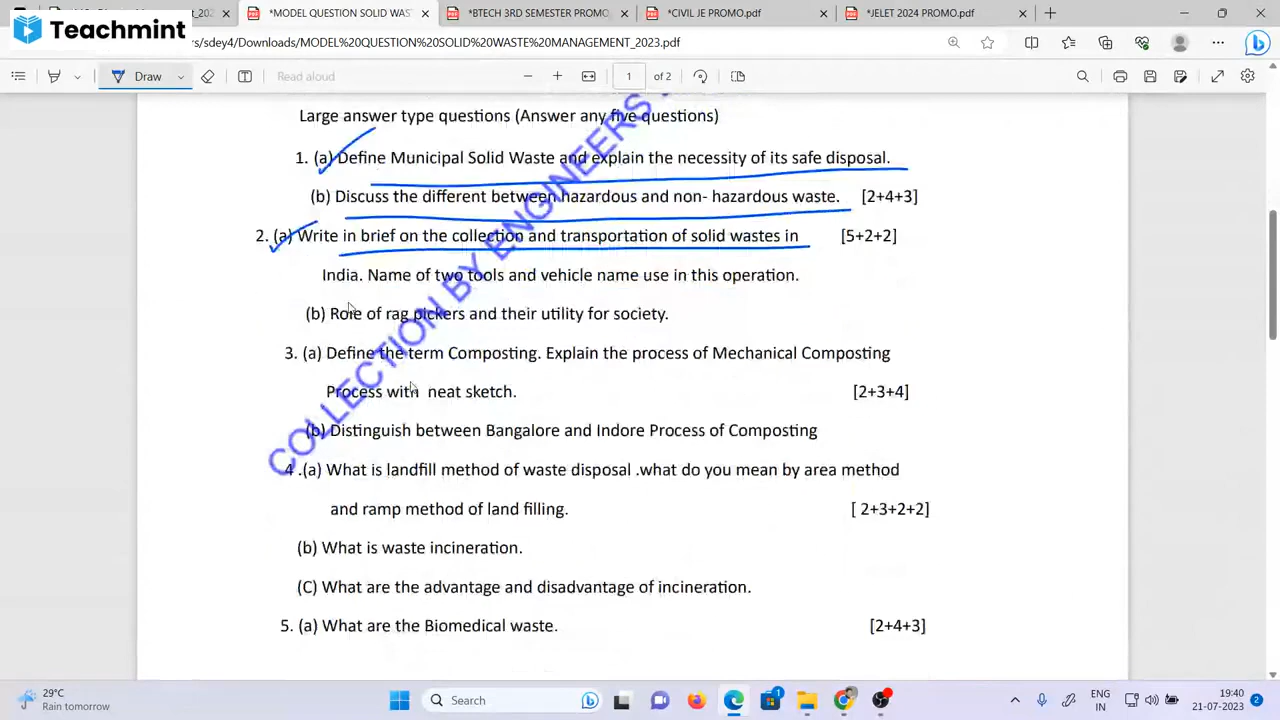 Teachmint
_2023.pdf
*MODEL QUESTION SOLID WAS
*BTECH 3RD SEMESTER PROMO_
*CIVIL JE PROMO.pdf
*JELET 2024 PROMO.pdf
rs/sdey4/Downloads/MODEL%20QUESTION%20SOLID%20WASTE%20MANAGEMENT_2023.pdf
Draw
Read aloud
1 of 2
Large answer type questions (Answer any five questions)
1. (a) Define Municipal Solid Waste and explain the necessity of its safe disposal.
(b) Discuss the different between hazardous and non- hazardous waste. [2+4+3]
2. (a) Write in brief on the collection and transportation of solid wastes in [5+2+2]
India. Name of two tools and vehicle name use in this operation.
(b) Role of rag pickers and their utility for society.
3. (a) Define the term Composting. Explain the process of Mechanical Composting
Process with neat sketch. [2+3+4]
(b) Distinguish between Bangalore and Indore Process of Composting
4 .(a) What is landfill method of waste disposal .what do you mean by area method
and ramp method of land filling. [ 2+3+2+2]
(b) What is waste incineration.
(C) What are the advantage and disadvantage of incineration.
5. (a) What are the Biomedical waste. [2+4+3]
COLLECTION BY ENGINEERS
29°C
Rain tomorrow
Search
ENG
IN
19:40
21-07-2023